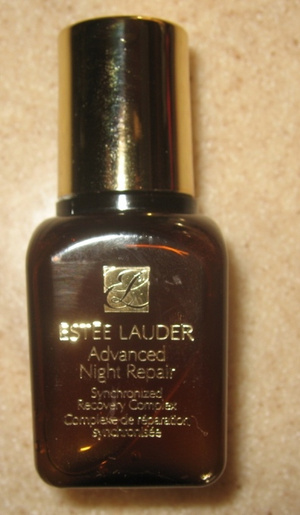 ESTĒE LAUDER
Advanced
Night Repair
Synchronized
Recovery Complex
Complexe de réparation
synchronisée